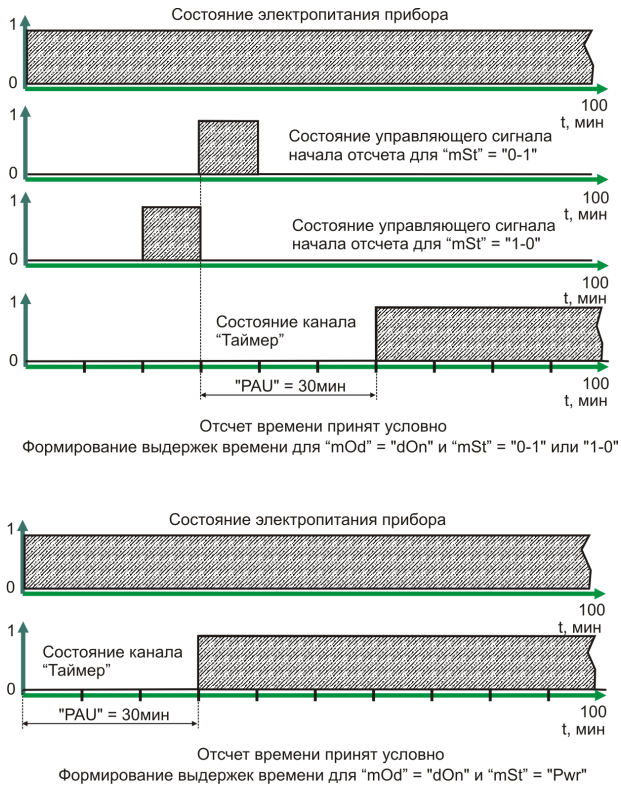 Состояние электропитания прибора
1
0
100
t, мин
1
Состояние управляющего сигнала
начала отсчета для “mSt” = "0-1"
0
100
t, мин
1
Состояние управляющего сигнала
начала отсчета для “mSt” = "1-0"
0
100
t, мин
1
Состояние канала
“Таймер”
0
100
t, мин
"PAU" = 30мин
Отсчет времени принят условно
Формирование выдержек времени для “mOd” = "dOn" и “mSt” = "0-1" или "1-0"
Состояние электропитания прибора
1
0
100
t, мин
1
Состояние канала
“Таймер”
0
100
t, мин
"PAU" = 30мин
Отсчет времени принят условно
Формирование выдержек времени для “mOd” = "dOn" и “mSt” = "Pwr"